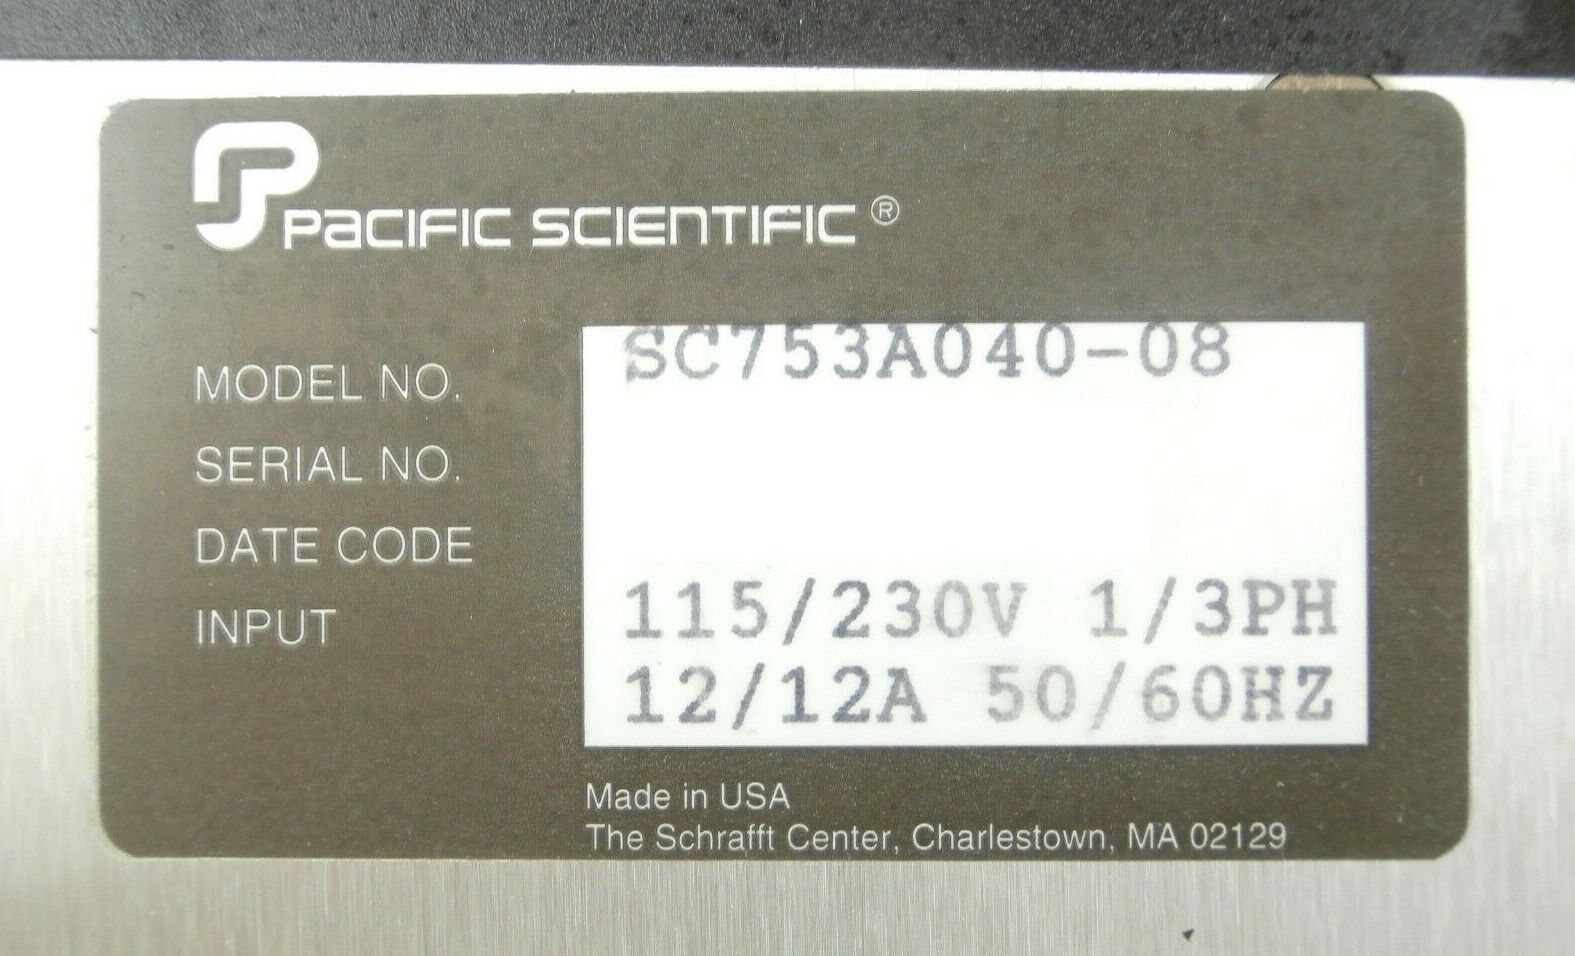 PACIFIC SCIENTIFIC ®
MODEL NO. SC753A040-08
SERIAL NO.
DATE CODE
INPUT 115/230V 1/3PH
12/12A 50/60HZ
Made in USA
The Schrafft Center, Charlestown, MA 02129